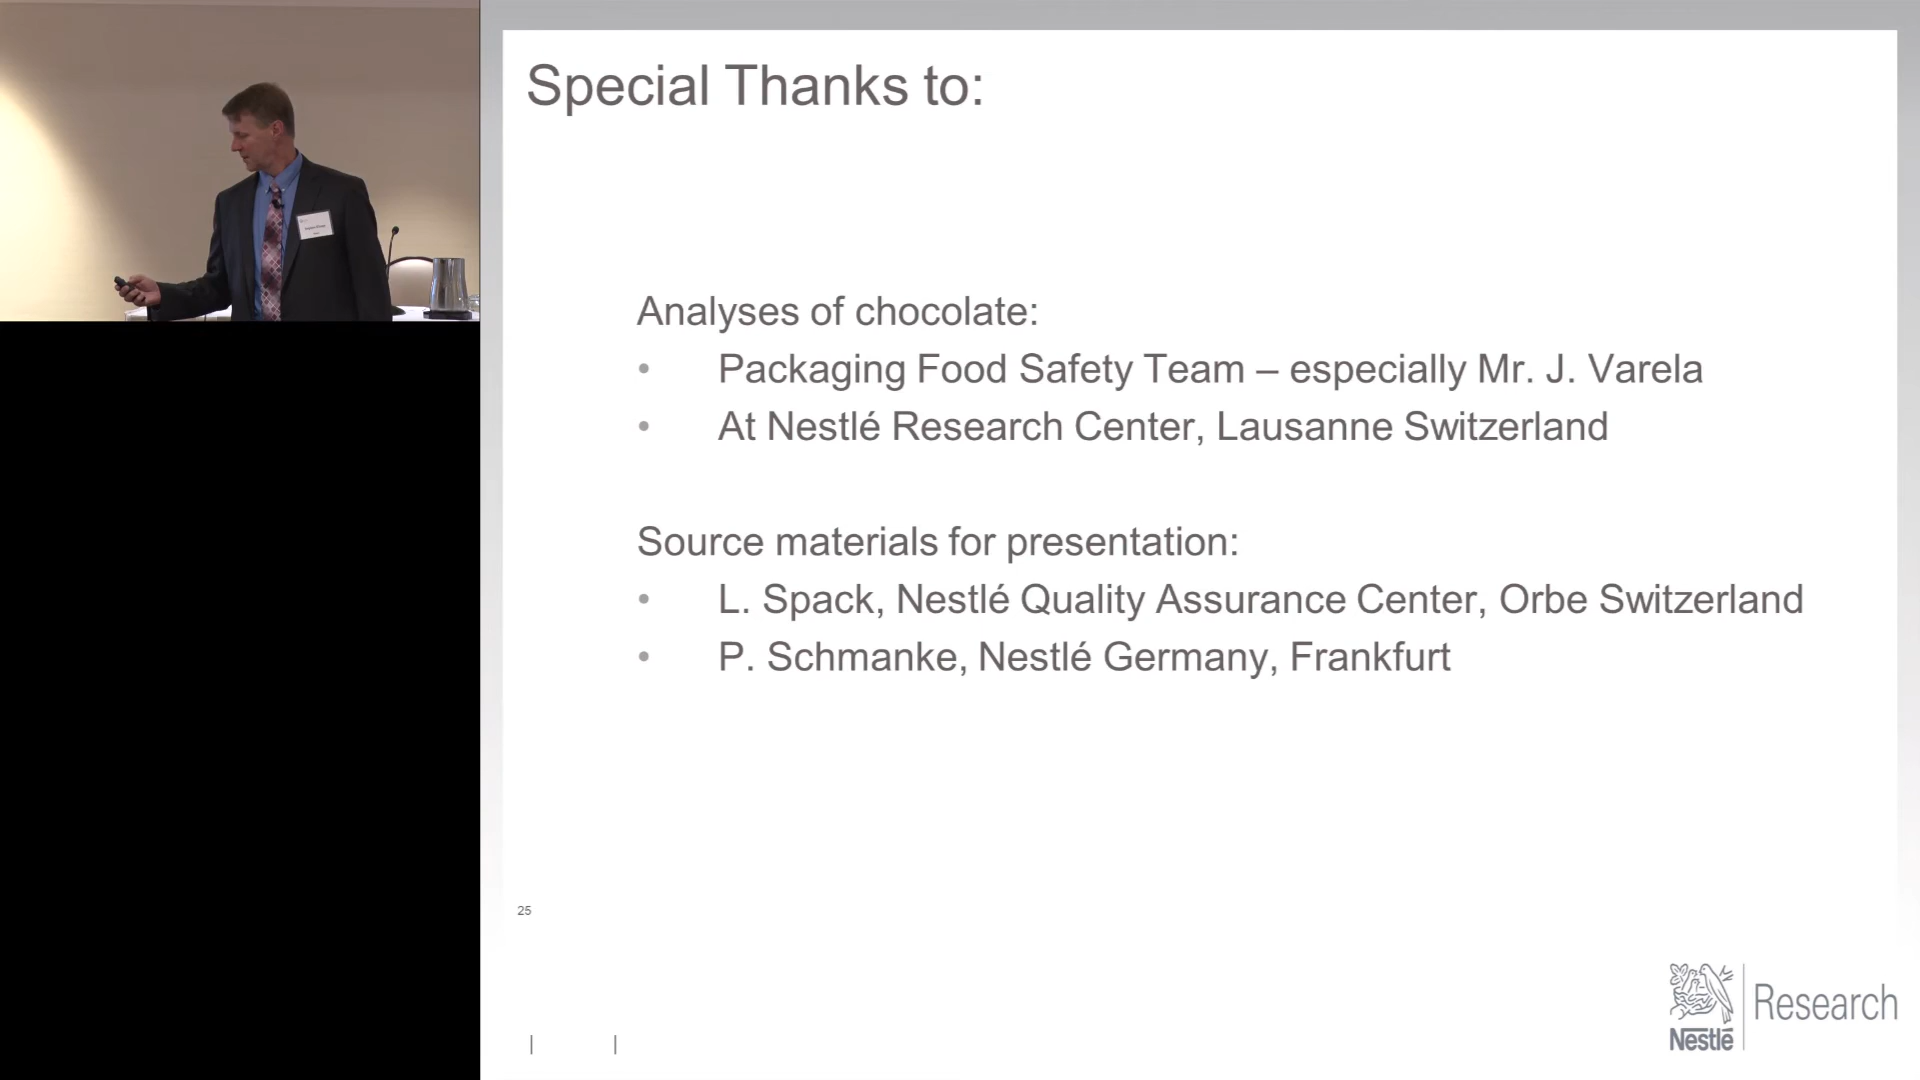 Special Thanks to:
Analyses of chocolate:
• Packaging Food Safety Team – especially Mr. J. Varela
• At Nestlé Research Center, Lausanne Switzerland
Source materials for presentation:
• L. Spack, Nestlé Quality Assurance Center, Orbe Switzerland
• P. Schmanke, Nestlé Germany, Frankfurt
25
| |
Nestlé
Research